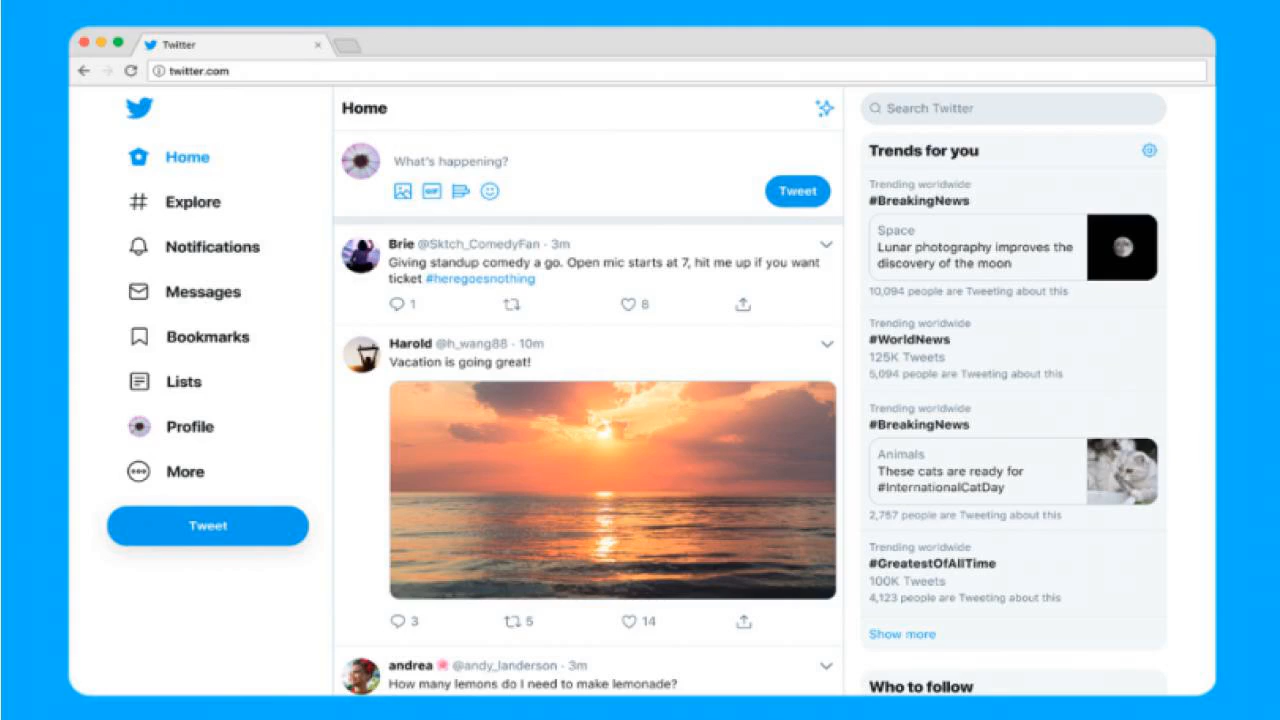 Twitter
twitter.com
Home
Explore
Notifications
Messages
Bookmarks
Lists
Profile
More
Tweet
Home
What's happening?
GIF
Tweet
Brie @Sktch_ComedyFan · 3m
Giving standup comedy a go. Open mic starts at 7, hit me up if you want
ticket #heregoesnothing
1 8
Harold @h_wang88 · 10m
Vacation is going great!
3 5 14
andrea @andy_landerson · 3m
How many lemons do I need to make lemonade?
Search Twitter
Trends for you
Trending worldwide
#BreakingNews
Space
Lunar photography improves the
discovery of the moon
10,094 people are Tweeting about this
Trending worldwide
#WorldNews
125K Tweets
5,094 people are Tweeting about this
Trending worldwide
#BreakingNews
Animals
These cats are ready for
#InternationalCatDay
2,757 people are Tweeting about this
Trending worldwide
#GreatestOfAllTime
100K Tweets
4,123 people are Tweeting about this
Show more
Who to follow